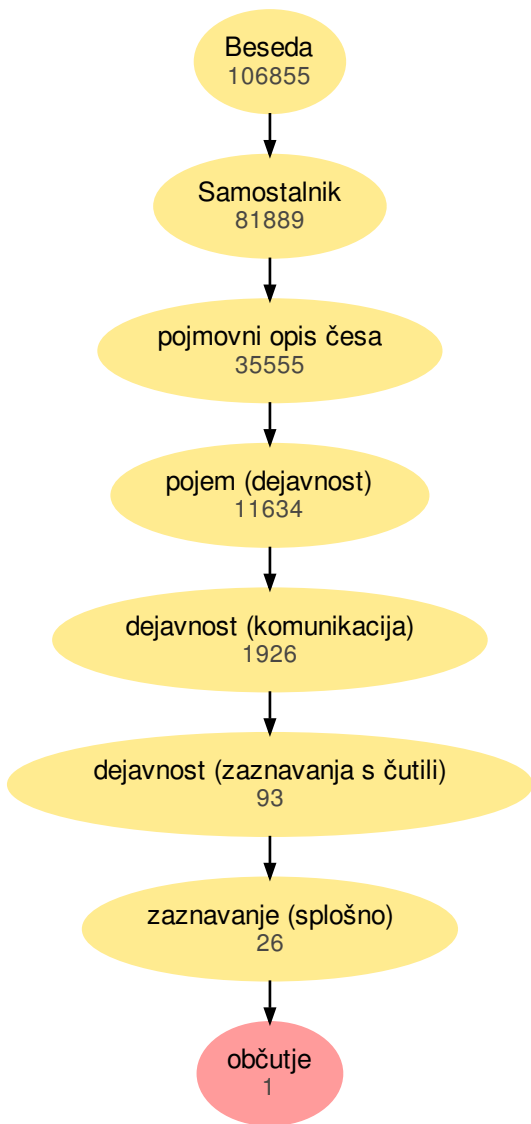 Beseda
106855
Samostalnik
81889
pojmovni opis česa
35555
pojem (dejavnost)
11634
dejavnost (komunikacija)
1926
dejavnost (zaznavanja s čutili)
93
zaznavanje (splošno)
26
občutje
1